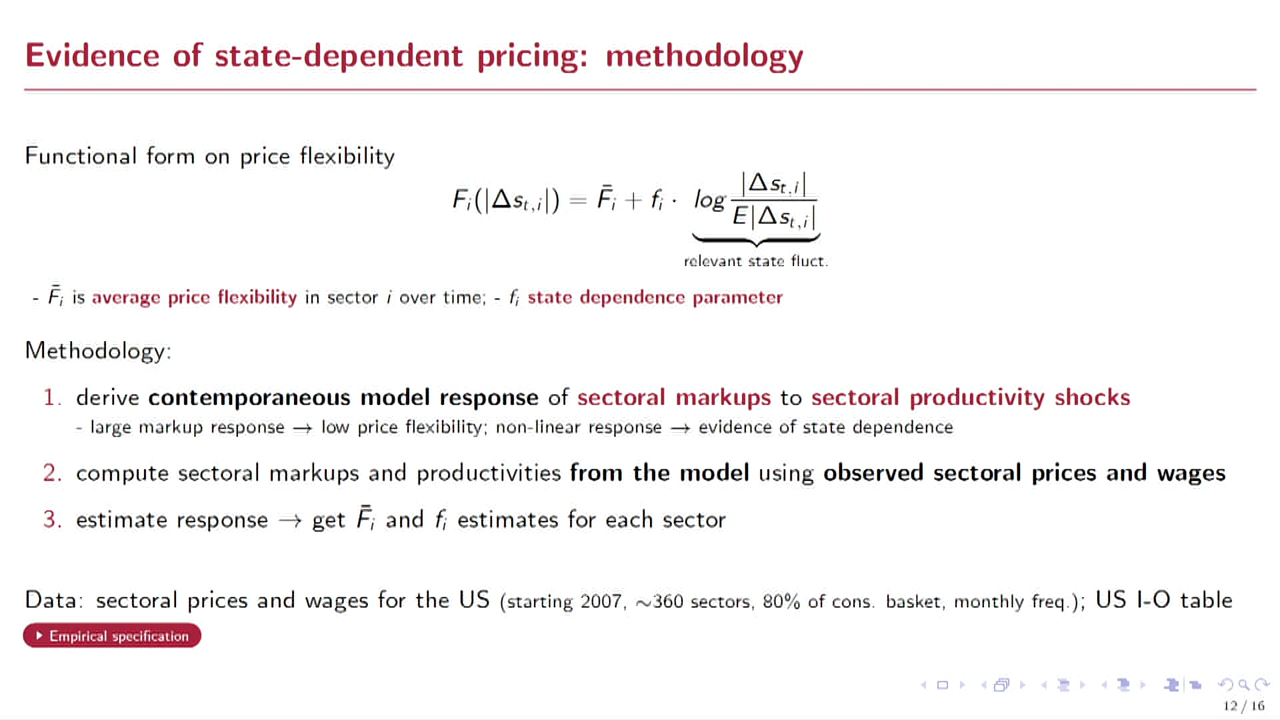 Evidence of state-dependent pricing: methodology
Functional form on price flexibility
F_i(|Δs_{t,i}|) = F̄_i + f_i · log |Δs_{t,i}| / E|Δs_{t,i}|
relevant state fluct.
- F̄_i is average price flexibility in sector i over time; - f_i state dependence parameter
Methodology:
1. derive contemporaneous model response of sectoral markups to sectoral productivity shocks
- large markup response → low price flexibility; non-linear response → evidence of state dependence
2. compute sectoral markups and productivities from the model using observed sectoral prices and wages
3. estimate response → get F̄_i and f_i estimates for each sector
Data: sectoral prices and wages for the US (starting 2007, ~360 sectors, 80% of cons. basket, monthly freq.); US I-O table
Empirical specification
12 / 16